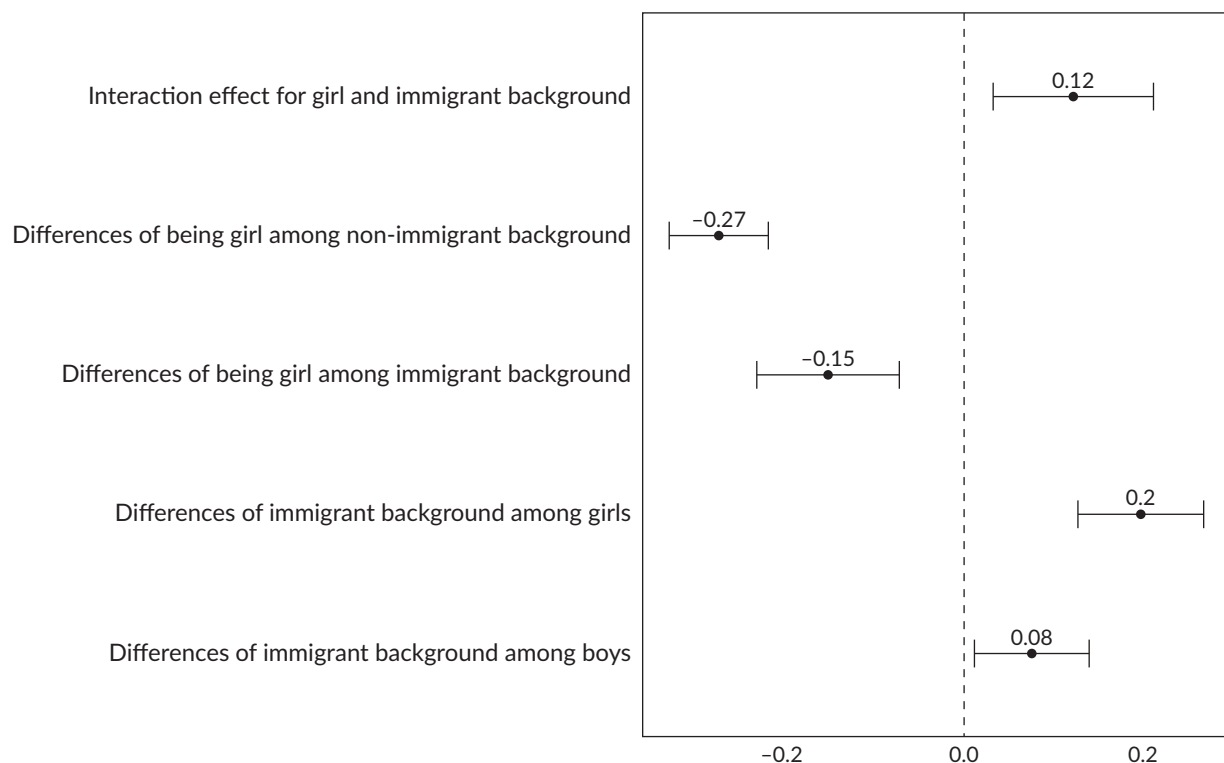 0.12
Interaction effect for girl and immigrant background
–0.27
Differences of being girl among non-immigrant background
–0.15
Differences of being girl among immigrant background
0.2
Differences of immigrant background among girls
0.08
Differences of immigrant background among boys
–0.2 0.0 0.2